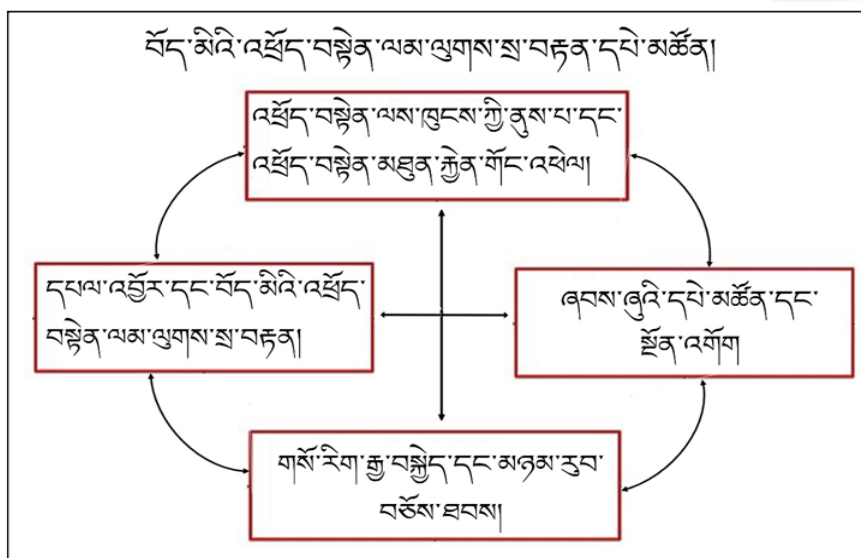 བོད་མིའི་འཕྲོད་བསྟེན་ལམ་ལུགས་སྲ་བརྟན་དཔེ་མཚོན།
འཕྲོད་བསྟེན་ལས་ཁུངས་ཀྱི་ནུས་པ་དང་
འཕྲོད་བསྟེན་མཐུན་རྐྱེན་གོང་འཕེལ།
དཔལ་འབྱོར་དང་བོད་མིའི་འཕྲོད་
བསྟེན་ལམ་ལུགས་སྲ་བརྟན།
ཞབས་ཞུའི་དཔེ་མཚོན་དང་
སྔོན་འགོག
གསོ་རིག་རྒྱ་བསྐྱེད་དང་མཉམ་རུབ་
བཅོས་ཐབས།